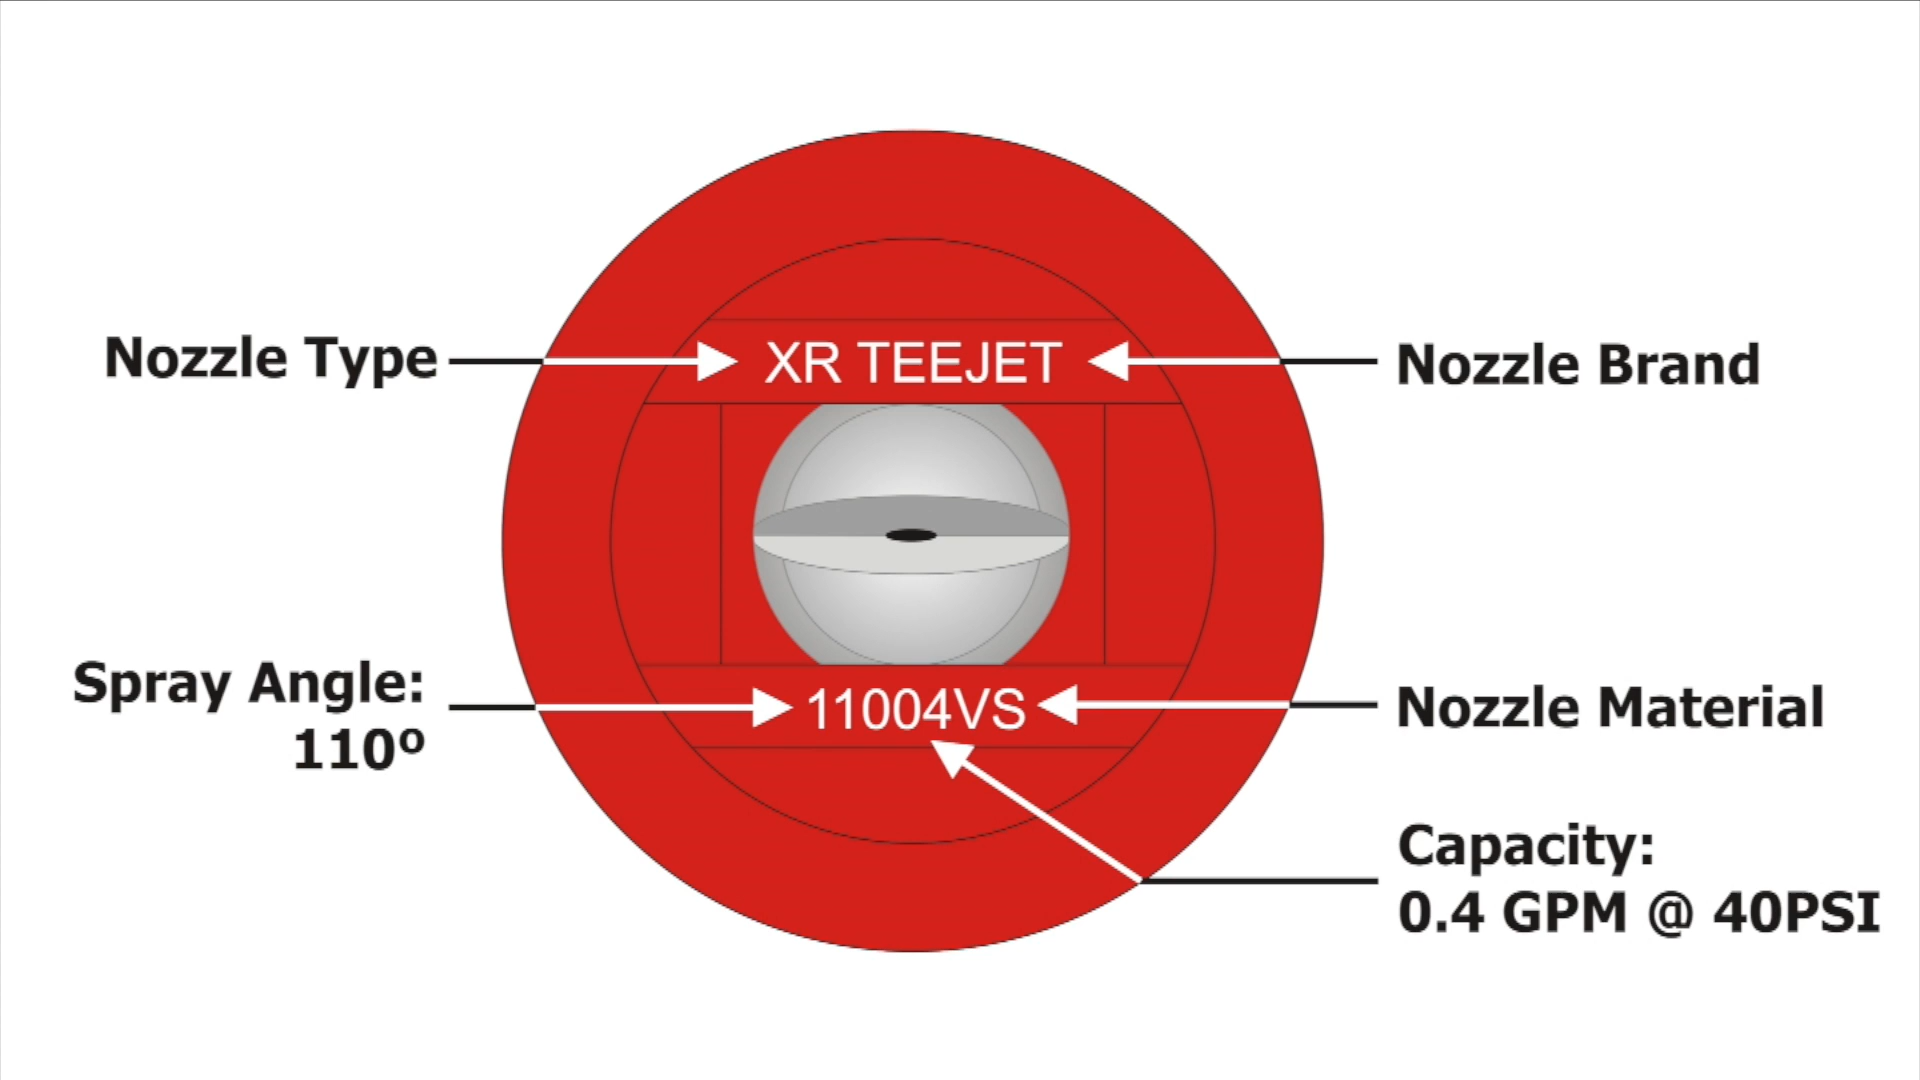 Nozzle Type
XR TEEJET
Nozzle Brand
Spray Angle:
110º
11004VS
Nozzle Material
Capacity:
0.4 GPM @ 40PSI